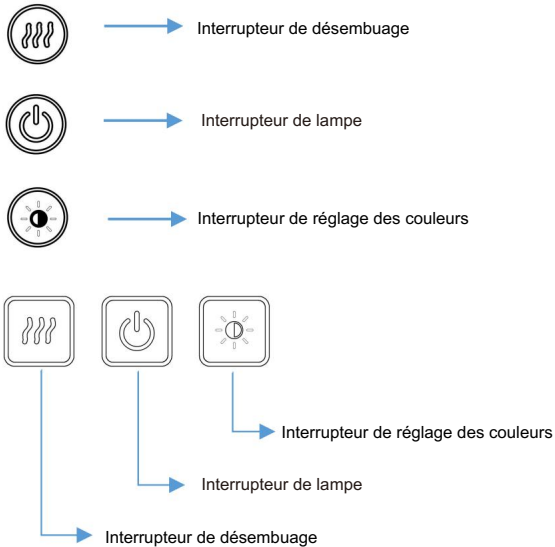 Interrupteur de désembuage
Interrupteur de lampe
Interrupteur de réglage des couleurs
Interrupteur de réglage des couleurs
Interrupteur de lampe
Interrupteur de désembuage